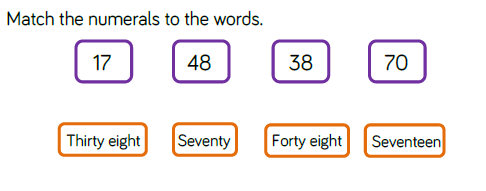 Match the numerals to the words.
17 48 38 70
Thirty eight Seventy Forty eight Seventeen